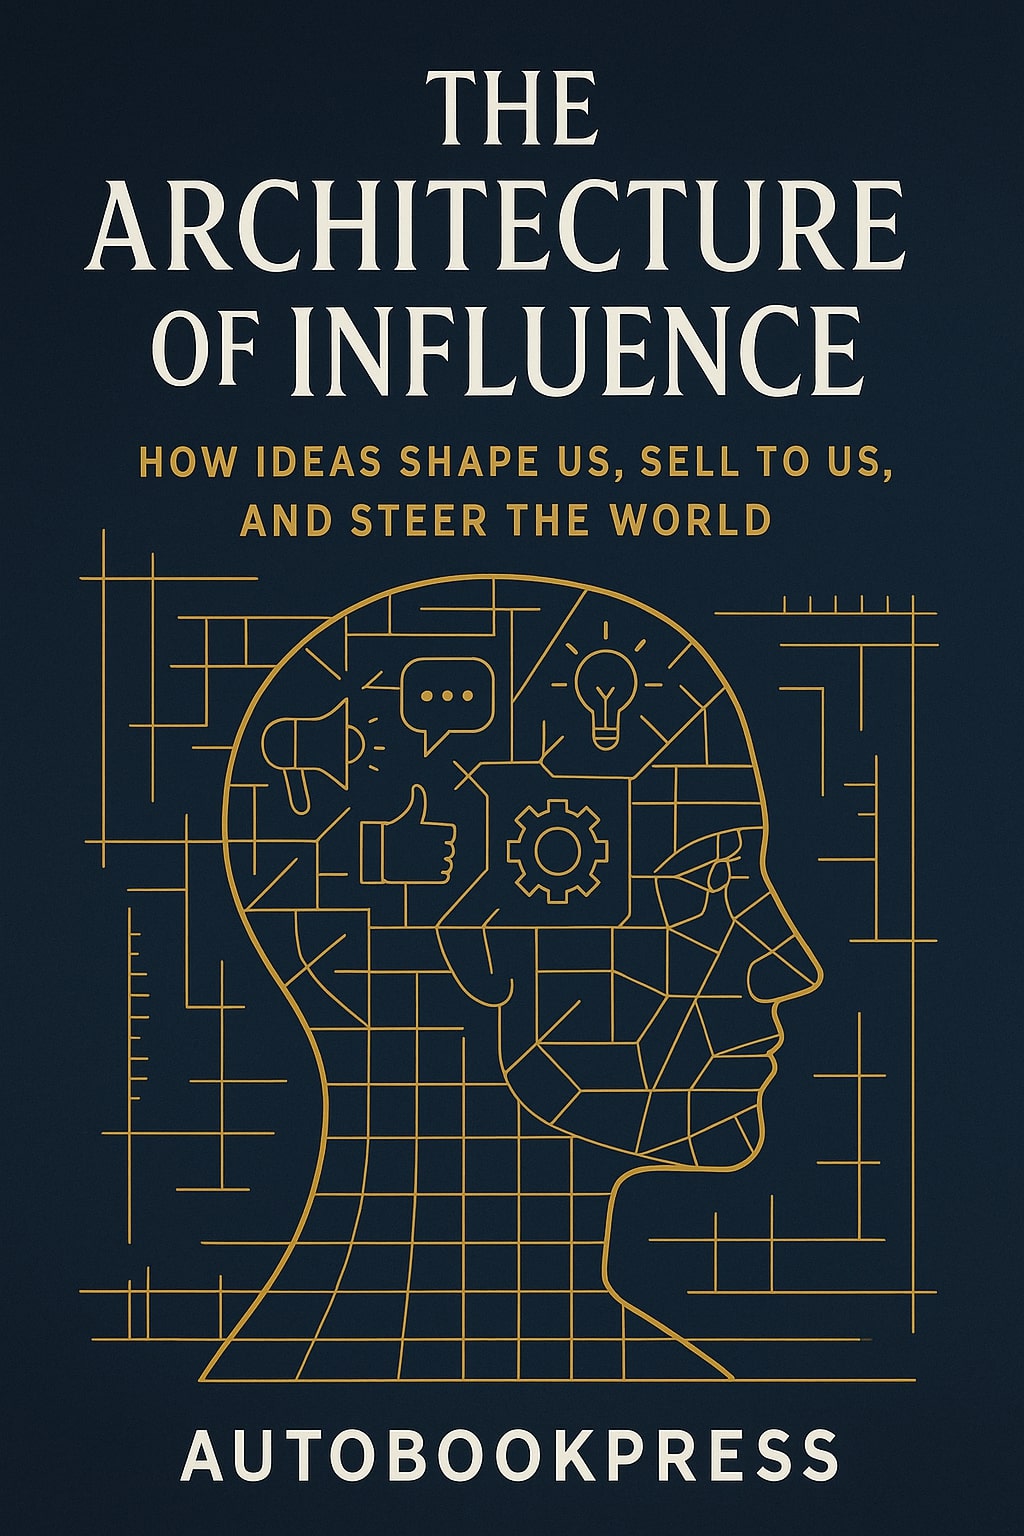 THE
ARCHITECTURE
OF INFLUENCE
HOW IDEAS SHAPE US, SELL TO US,
AND STEER THE WORLD
AUTOBOOKPRESS